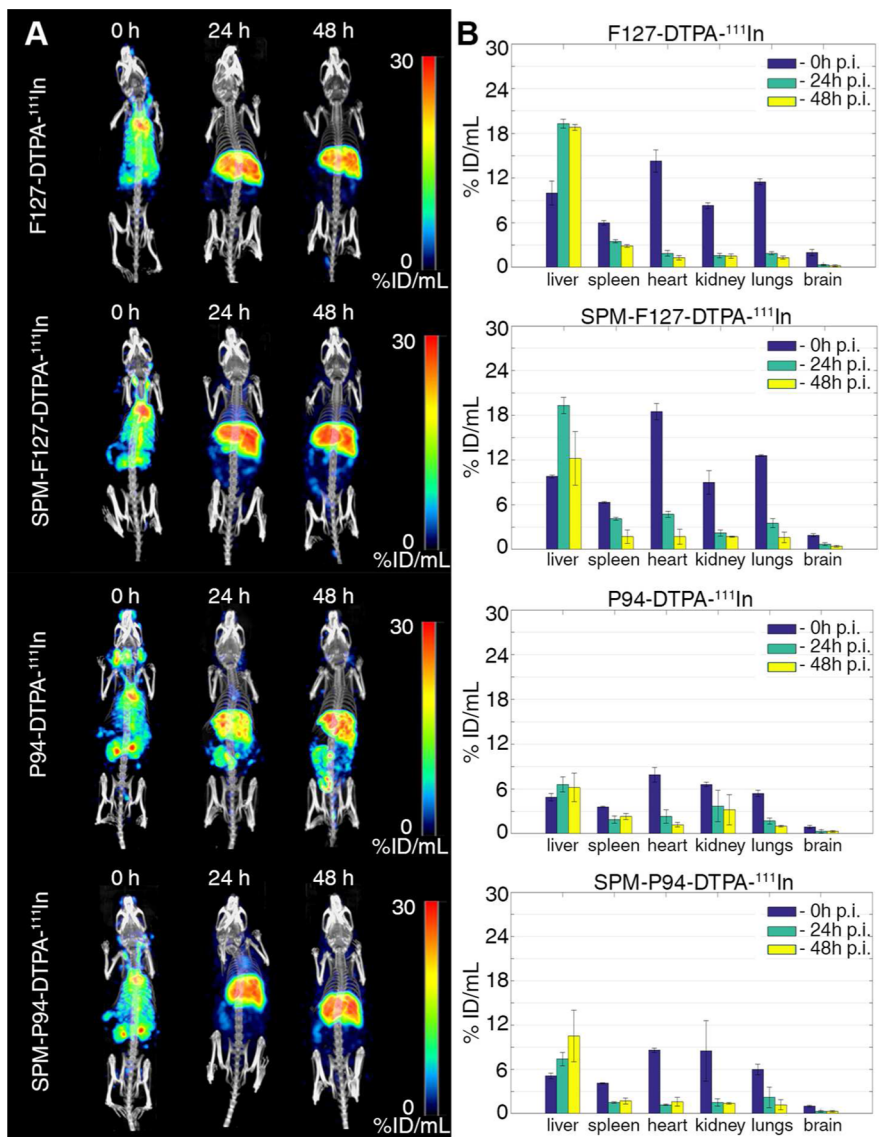 A
0 h 24 h 48 h
F127-DTPA-¹¹¹In
30
0
%ID/mL
0 h 24 h 48 h
SPM-F127-DTPA-¹¹¹In
30
0
%ID/mL
0 h 24 h 48 h
P94-DTPA-¹¹¹In
30
0
%ID/mL
0 h 24 h 48 h
SPM-P94-DTPA-¹¹¹In
30
0
%ID/mL
B
F127-DTPA-¹¹¹In
% ID/mL
30
24
18
12
6
0
- 0h p.i.
- 24h p.i.
- 48h p.i.
liver spleen heart kidney lungs brain
SPM-F127-DTPA-¹¹¹In
% ID/mL
30
24
18
12
6
0
- 0h p.i.
- 24h p.i.
- 48h p.i.
liver spleen heart kidney lungs brain
P94-DTPA-¹¹¹In
% ID/mL
30
24
18
12
6
0
- 0h p.i.
- 24h p.i.
- 48h p.i.
liver spleen heart kidney lungs brain
SPM-P94-DTPA-¹¹¹In
% ID/mL
30
24
18
12
6
0
- 0h p.i.
- 24h p.i.
- 48h p.i.
liver spleen heart kidney lungs brain